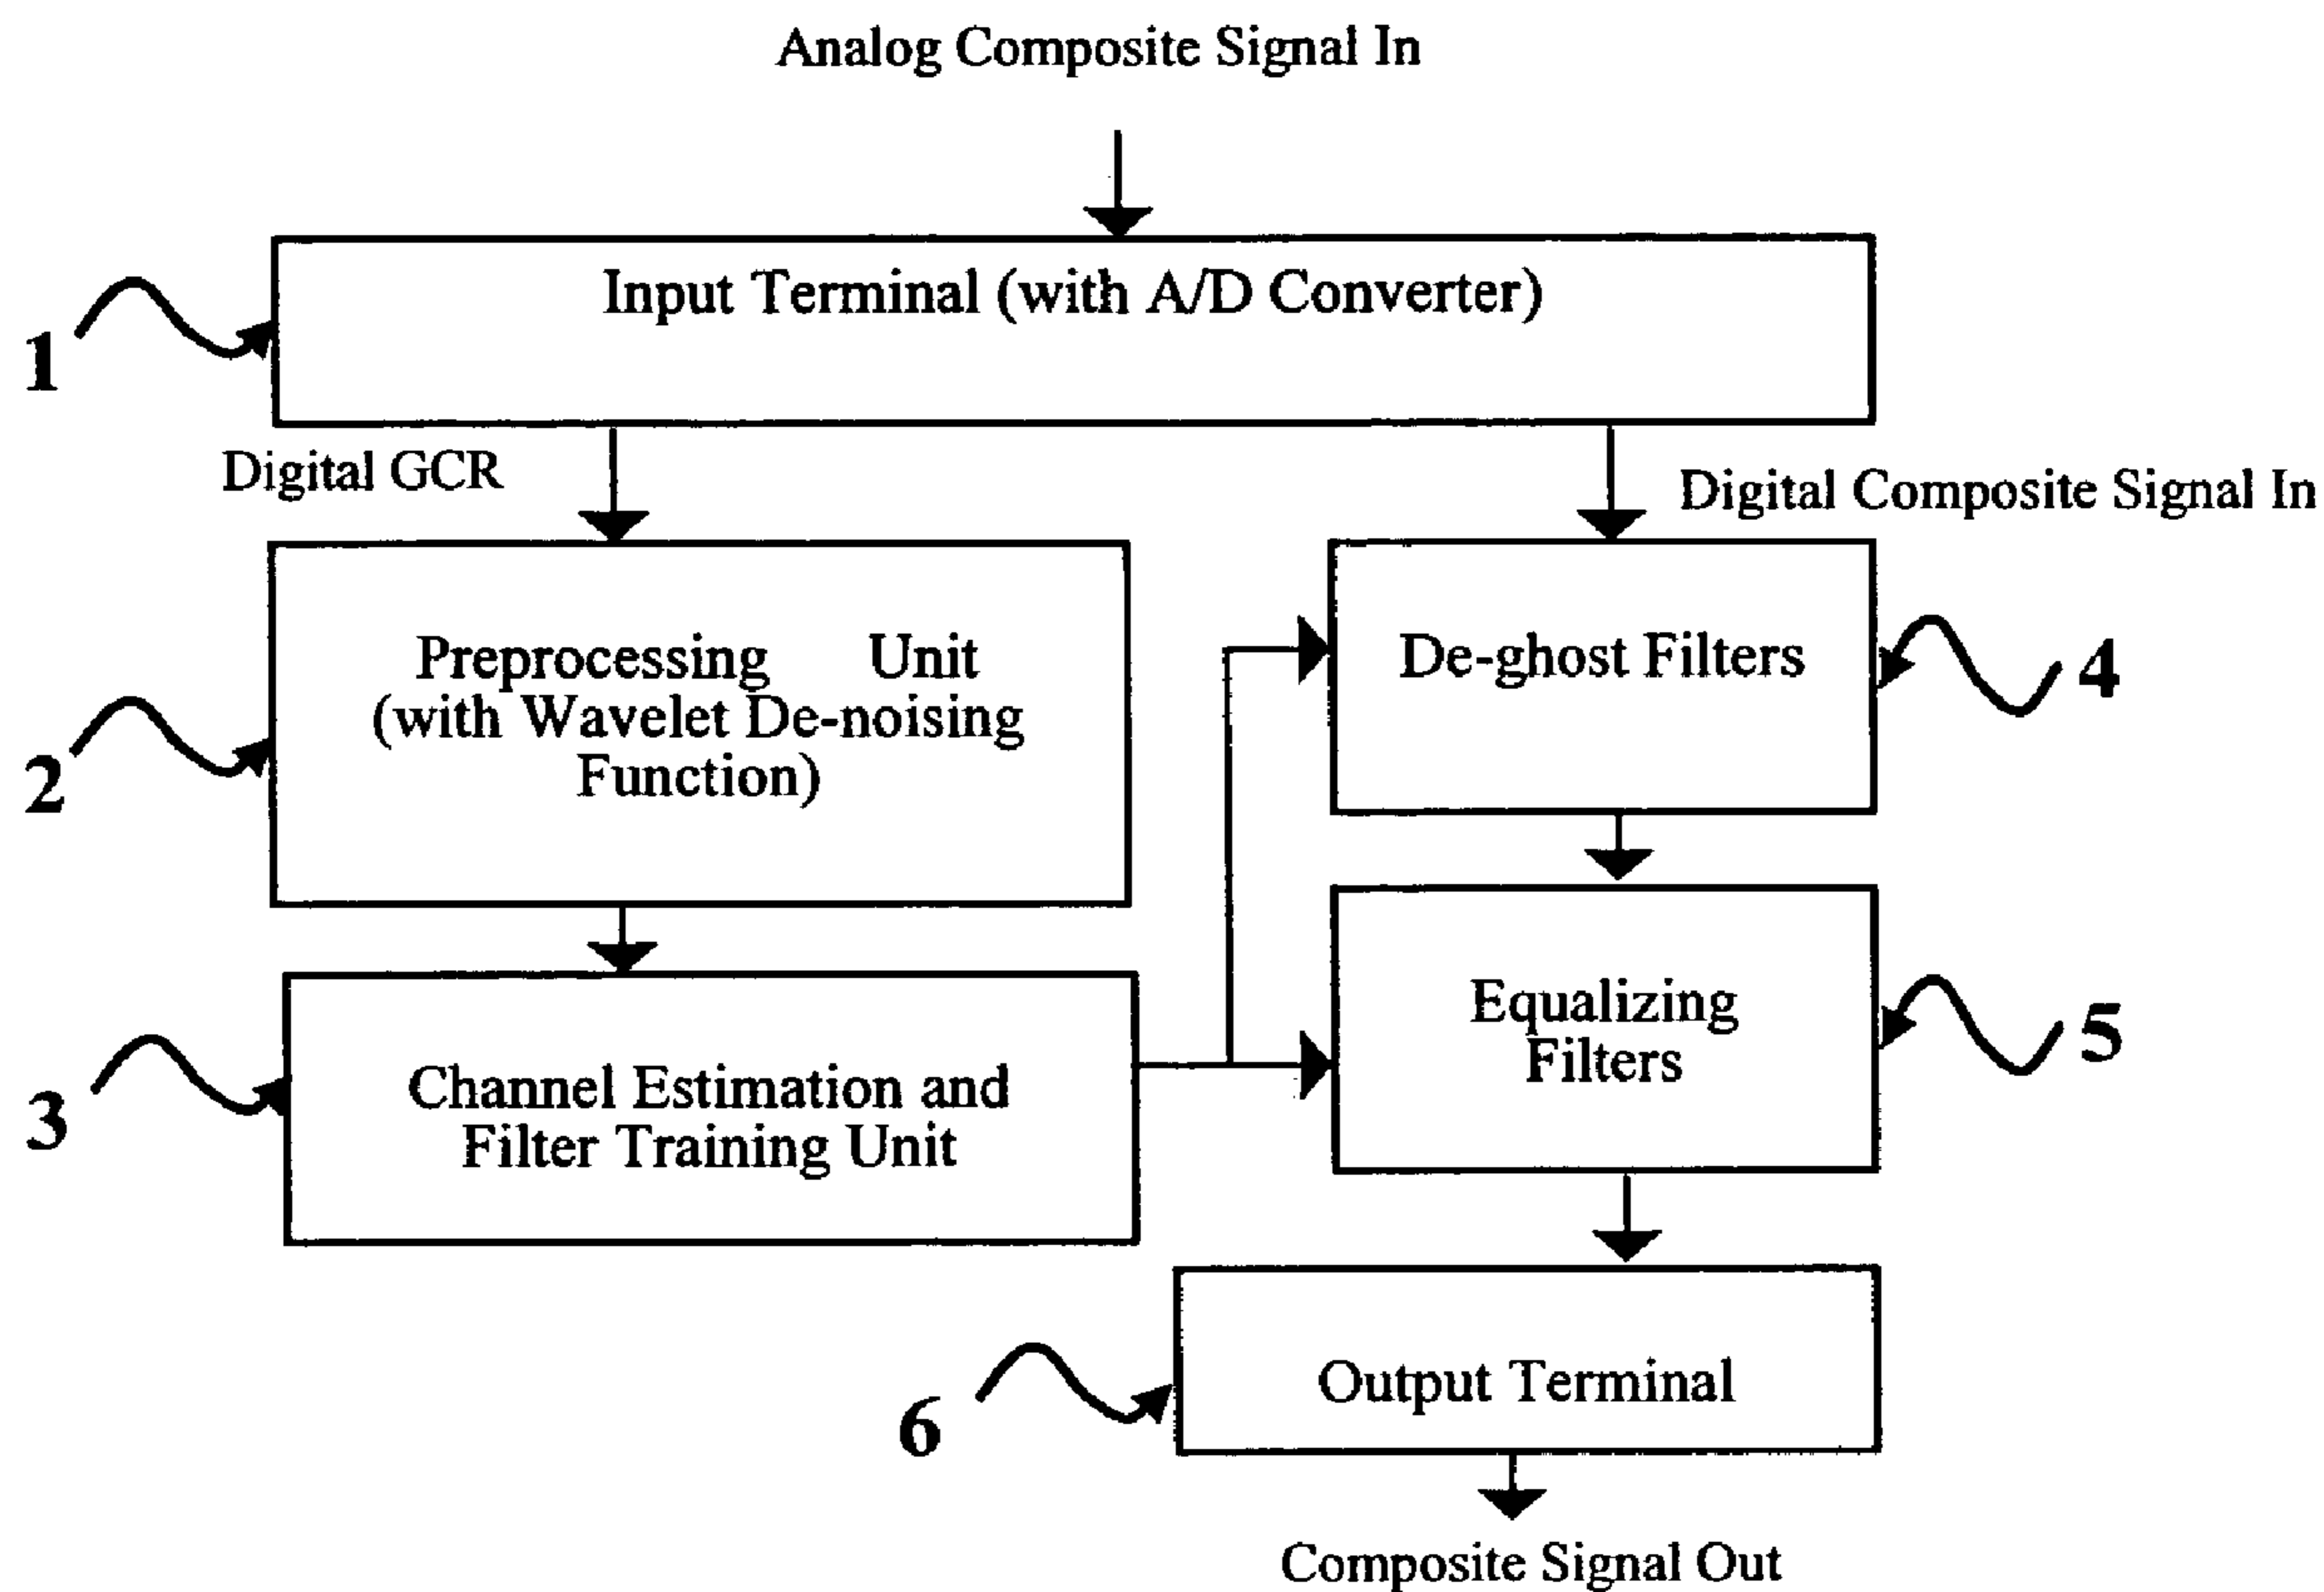 Analog Composite Signal In
Input Terminal (with A/D Converter)
1
Digital GCR
Digital Composite Signal In
Preprocessing Unit
(with Wavelet De-noising
Function)
2
De-ghost Filters
4
Channel Estimation and
Filter Training Unit
3
Equalizing
Filters
5
Output Terminal
6
Composite Signal Out